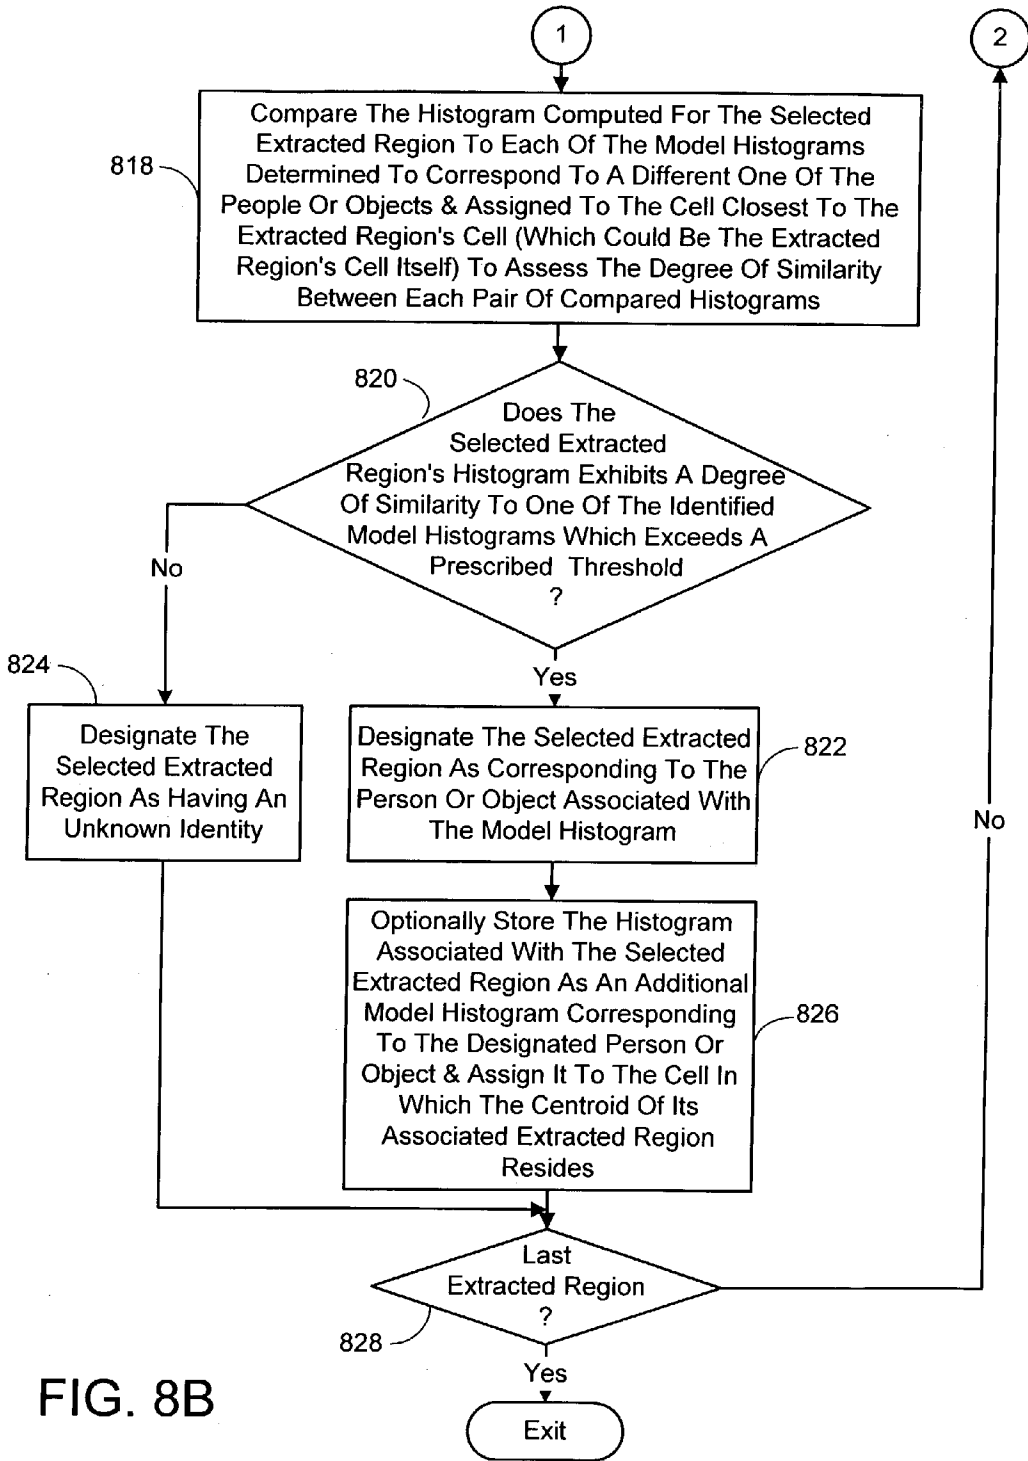 1
2
Compare The Histogram Computed For The Selected
Extracted Region To Each Of The Model Histograms
Determined To Correspond To A Different One Of The
People Or Objects & Assigned To The Cell Closest To The
Extracted Region's Cell (Which Could Be The Extracted
Region's Cell Itself) To Assess The Degree Of Similarity
Between Each Pair Of Compared Histograms
818
820
Does The
Selected Extracted
Region's Histogram Exhibits A Degree
Of Similarity To One Of The Identified
Model Histograms Which Exceeds A
Prescribed Threshold
?
No
Yes
824
Designate The
Selected Extracted
Region As Having An
Unknown Identity
Designate The Selected Extracted
Region As Corresponding To The
Person Or Object Associated With
The Model Histogram
822
No
Optionally Store The Histogram
Associated With The Selected
Extracted Region As An Additional
Model Histogram Corresponding
To The Designated Person Or
Object & Assign It To The Cell In
Which The Centroid Of Its
Associated Extracted Region
Resides
826
Last
Extracted Region
?
828
Yes
Exit
FIG. 8B